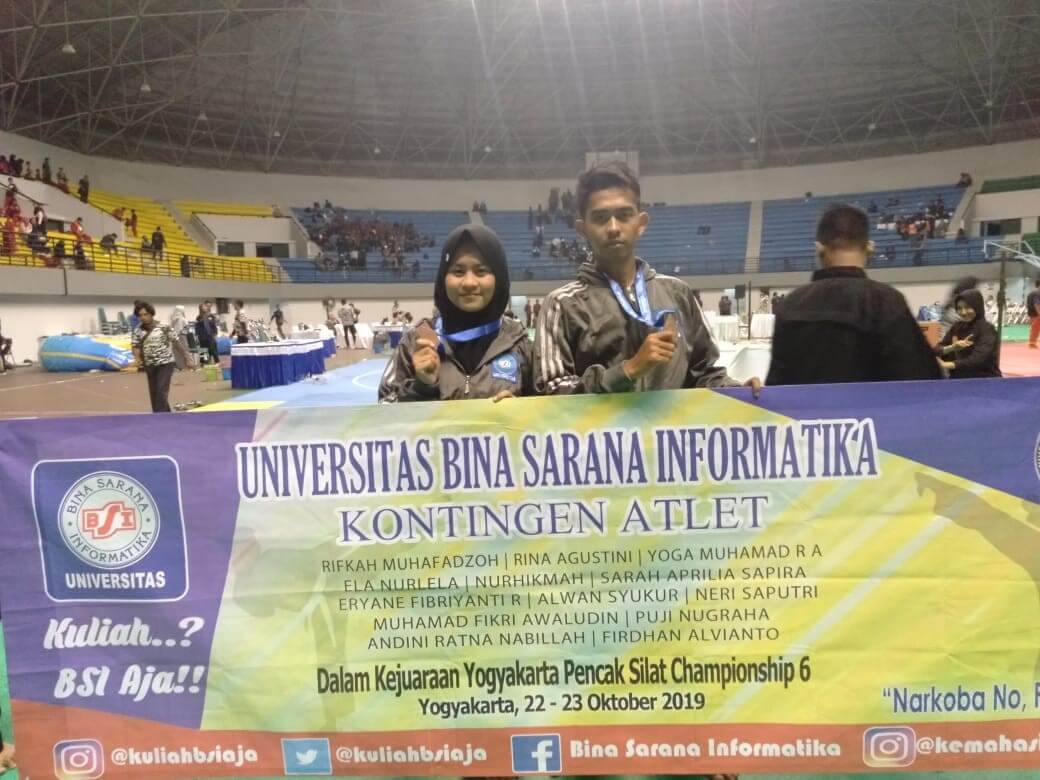 UNIVERSITAS BINA SARANA INFORMATIKA
KONTINGEN ATLET
RIFKAH MUHAFADZOH | RINA AGUSTINI | YOGA MUHAMAD R A
ELA NURLELA | NURHIKMAH | SARAH APRILIA SAPIRA
ERYANE FIBRIYANTI R | ALWAN SYUKUR | NERI SAPUTRI
MUHAMAD FIKRI AWALUDIN | PUJI NUGRAHA
ANDINI RATNA NABILLAH | FIRDHAN ALVIANTO
Dalam Kejuaraan Yogyakarta Pencak Silat Championship 6
Yogyakarta, 22 - 23 Oktober 2019
BINA SARANA
BSI
INFORMATIKA
UNIVERSITAS
Kuliah..?
BSI Aja!!
"Narkoba No,
@kuliahbsiaja
@kuliahbsiaja
Bina Sarana Informatika